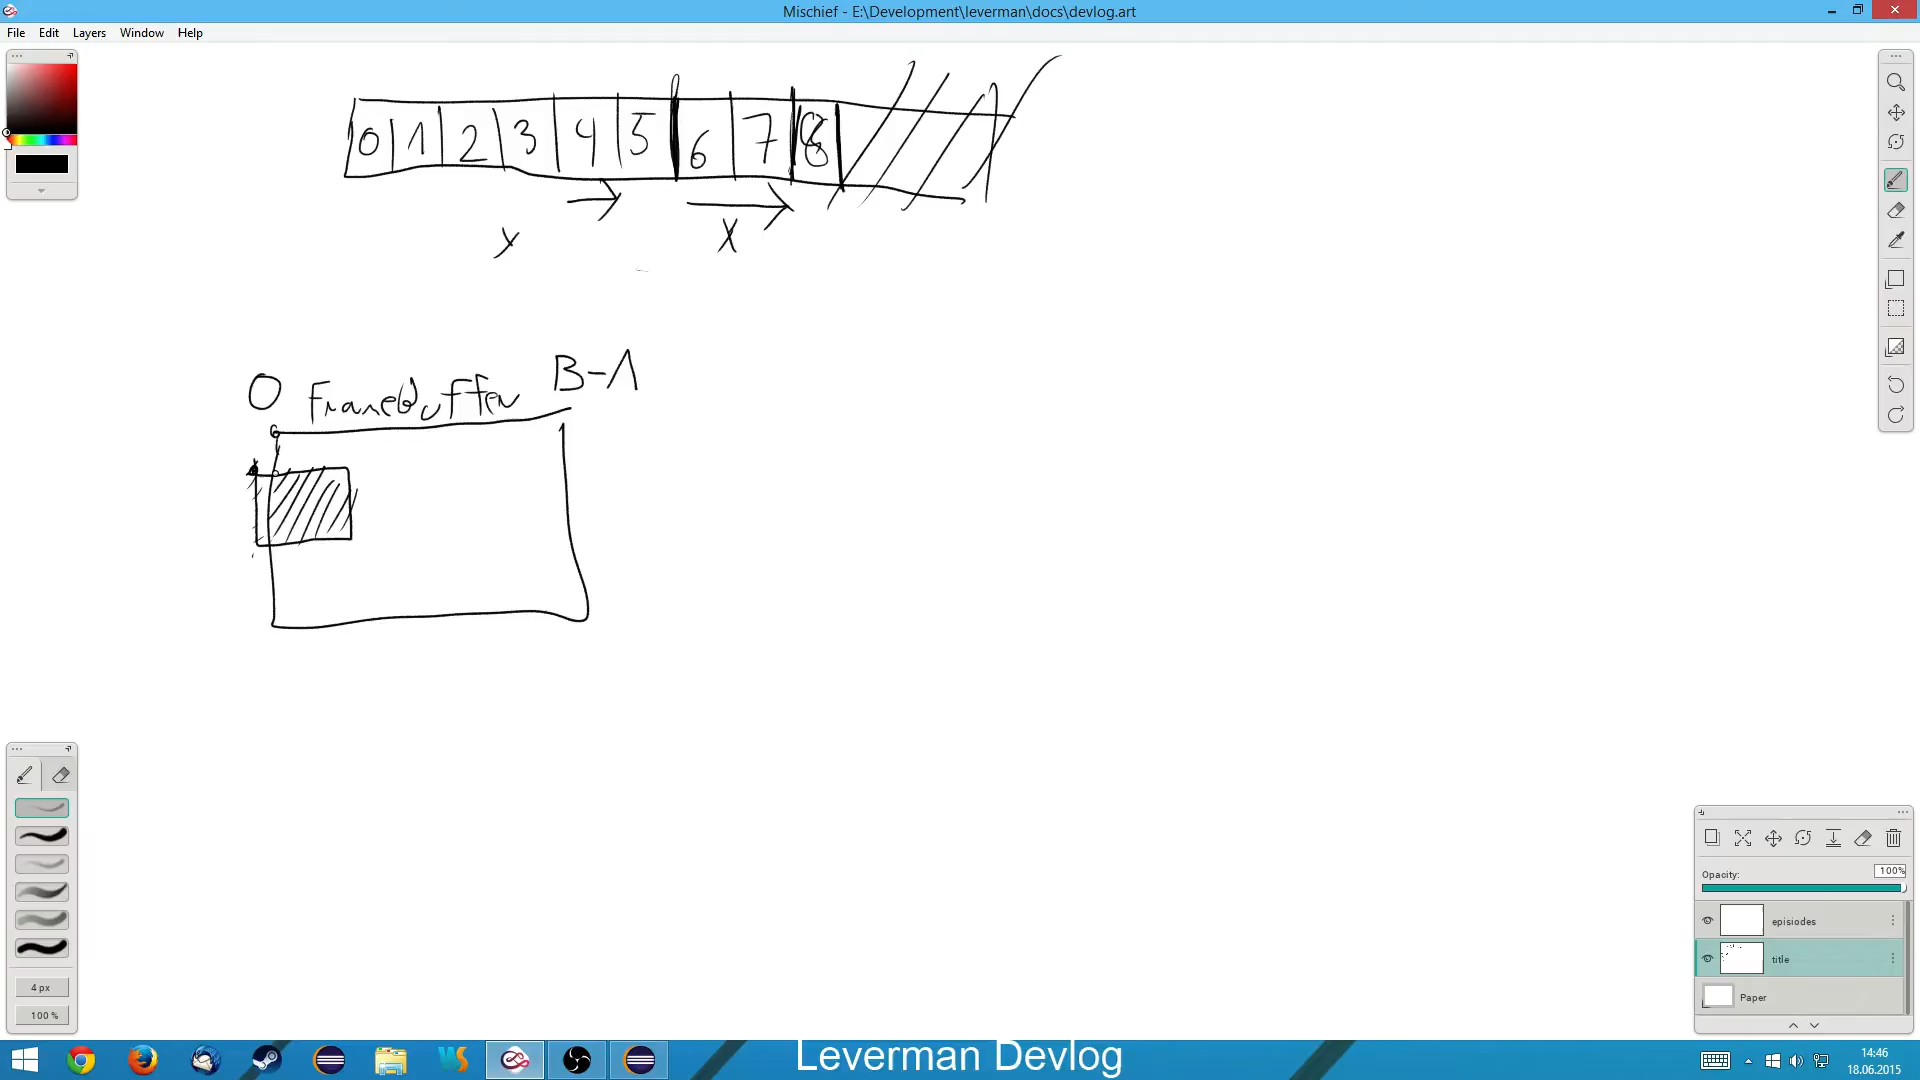 Mischief - E:\Development\leverman\docs\devlog.art
File Edit Layers Window Help
0 1 2 3 4 5 6 7 8
y x
0 Framebuffer B-1
4 px
100 %
Opacity: 100%
episiodes
title
Paper
Leverman Devlog
14:46
18.06.2015